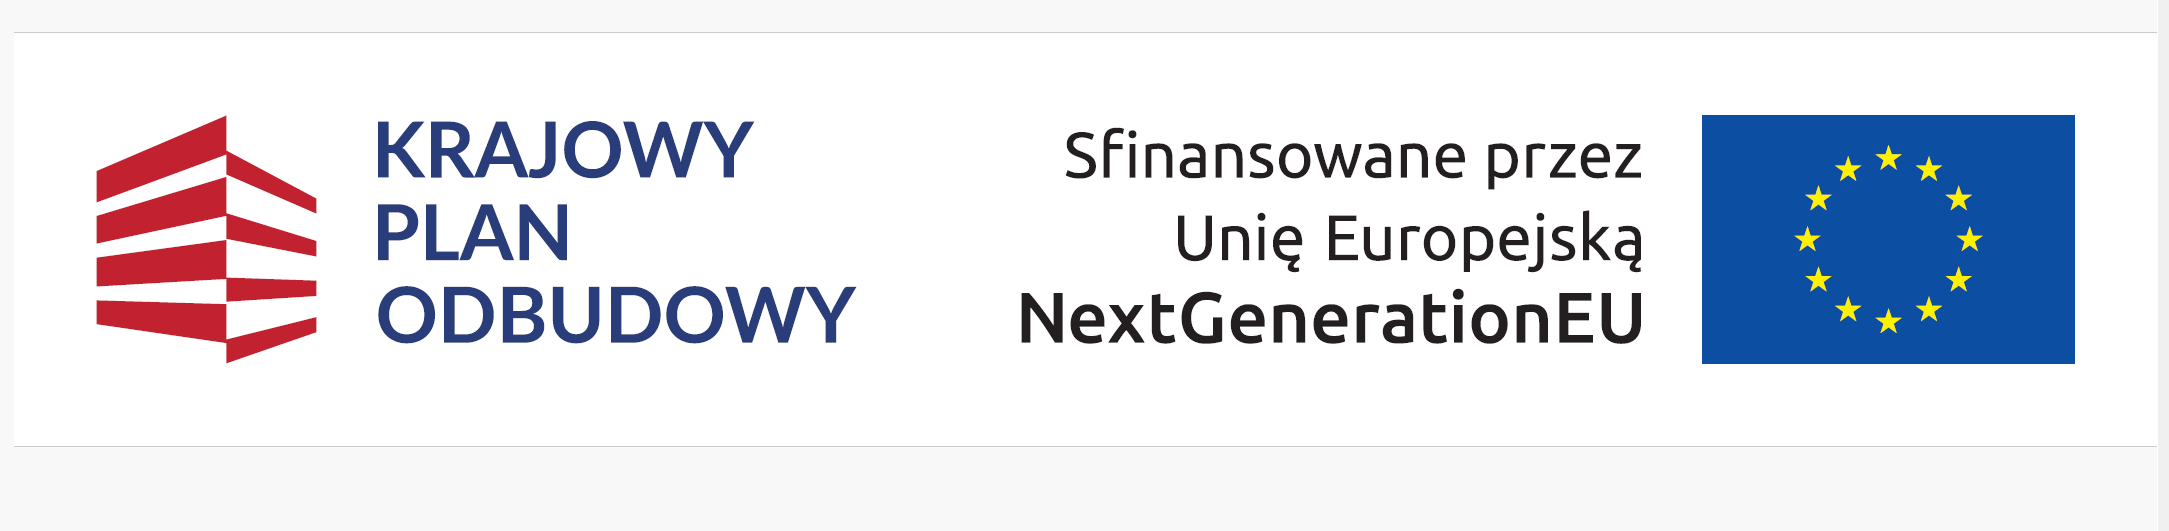 KRAJOWY
PLAN
ODBUDOWY
Sfinansowane przez
Unię Europejską
NextGenerationEU